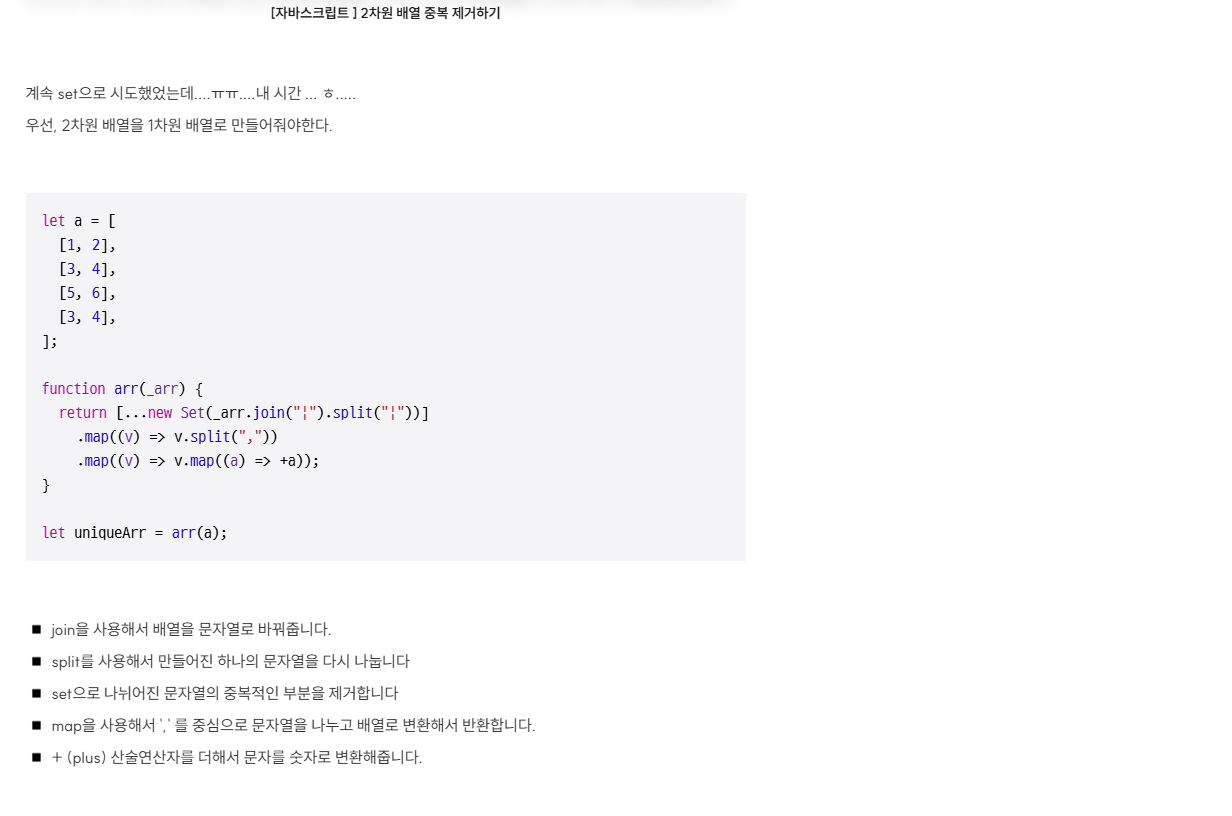 [자바스크립트 ] 2차원 배열 중복 제거하기
계속 set으로 시도했었는데....ㅠㅠ....내 시간 ... ㅎ.....
우선, 2차원 배열을 1차원 배열로 만들어줘야한다.
let a = [
  [1, 2],
  [3, 4],
  [5, 6],
  [3, 4],
];
function arr(_arr) {
  return [...new Set(_arr.join("¦").split("¦"))]
    .map((v) => v.split(","))
    .map((v) => v.map((a) => +a));
}
let uniqueArr = arr(a);
■ join을 사용해서 배열을 문자열로 바꿔줍니다.
■ split를 사용해서 만들어진 하나의 문자열을 다시 나눕니다
■ set으로 나뉘어진 문자열의 중복적인 부분을 제거합니다
■ map을 사용해서 ',' 를 중심으로 문자열을 나누고 배열로 변환해서 반환합니다.
■ + (plus) 산술연산자를 더해서 문자를 숫자로 변환해줍니다.